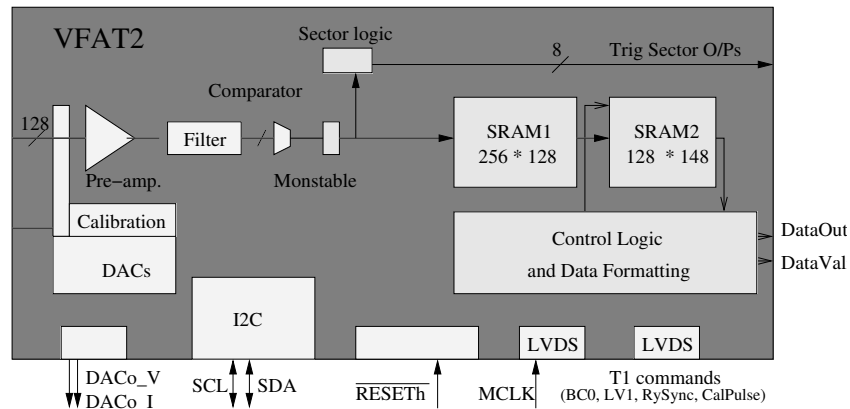 VFAT2
Sector logic
8
Trig Sector O/Ps
Comparator
128
Filter
SRAM1
256 * 128
SRAM2
128 * 148
Pre-amp.
Monstable
Calibration
DACs
Control Logic
and Data Formatting
DataOut
DataVal
I2C
LVDS
LVDS
DACo_V
DACo_I
SCL
SDA
RESETh
MCLK
T1 commands
(BC0, LV1, RySync, CalPulse)